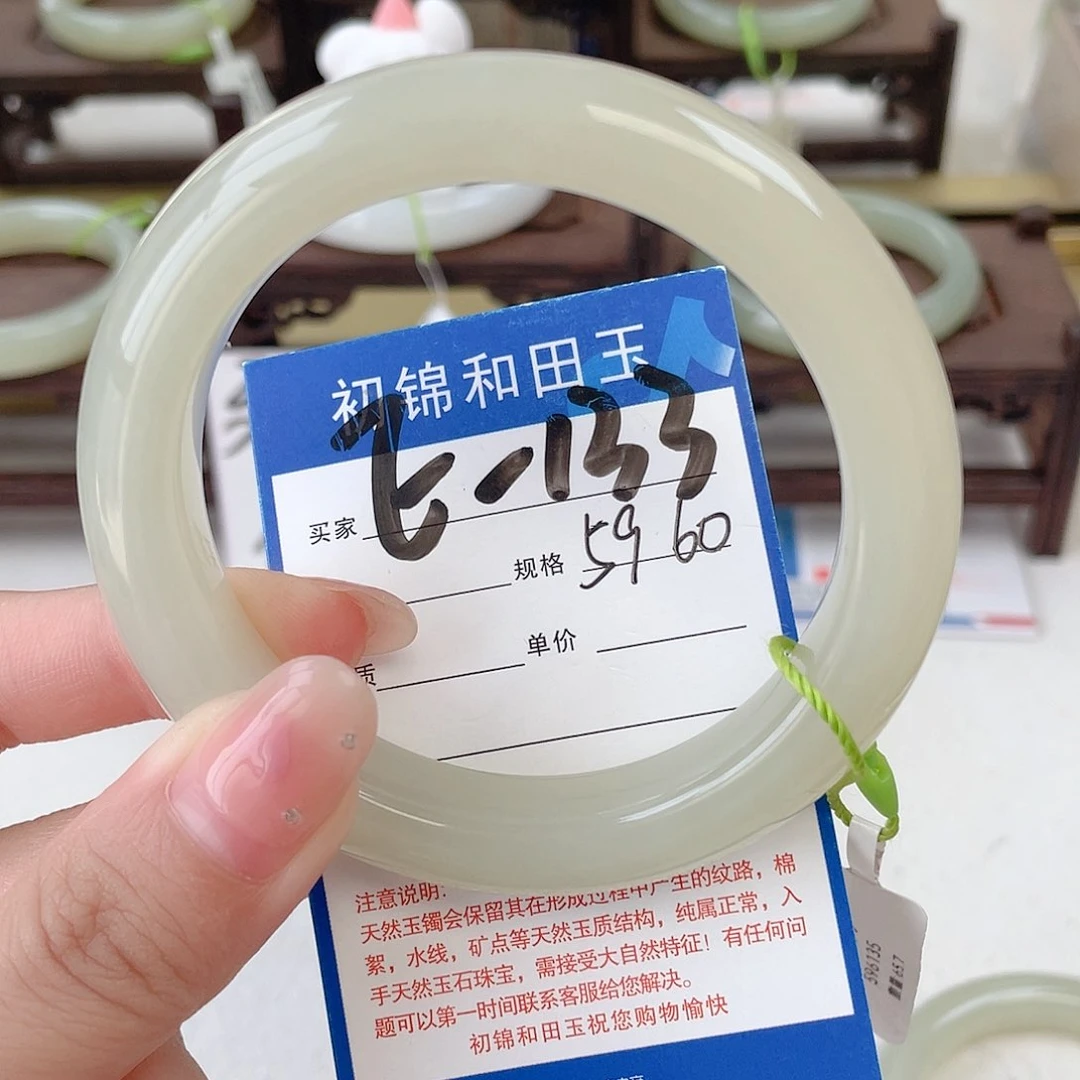 初锦和田玉
飞-133
买家
规格 59 60
质 单价
注意说明:
天然玉镯会保留其在形成过程中产生的纹路，棉
絮，水线，矿点等天然玉质结构，纯属正常，入
手天然玉石珠宝，需接受大自然特征！有任何问
题可以第一时间联系客服给您解决。
初锦和田玉祝您购物愉快
596135